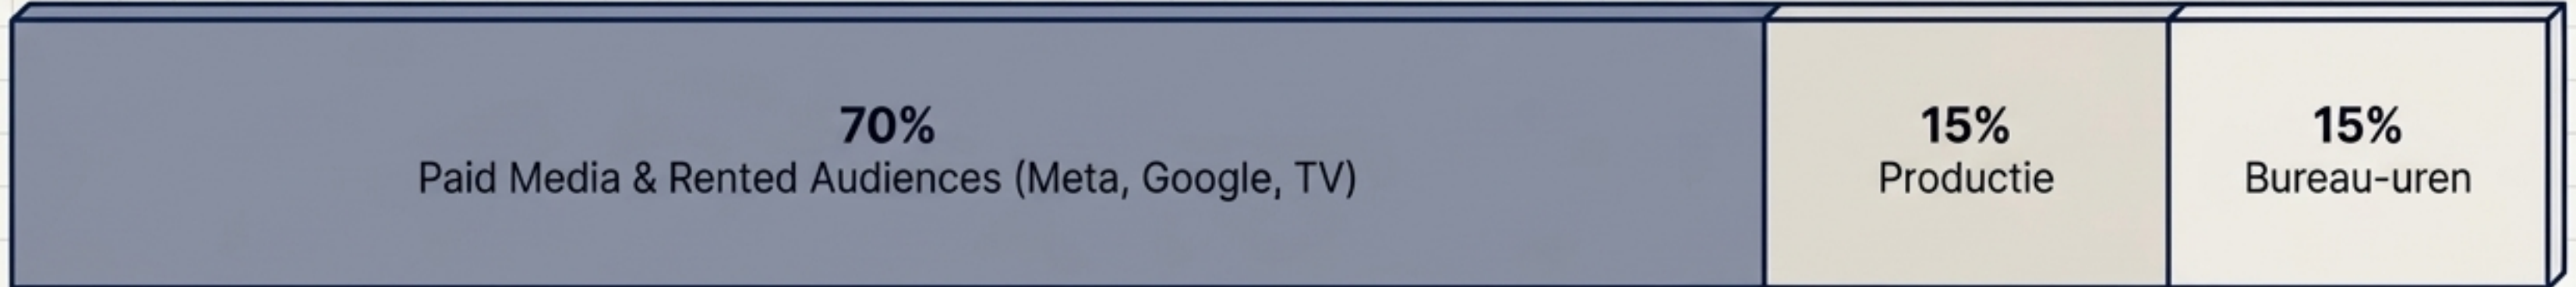 70%
Paid Media & Rented Audiences (Meta, Google, TV)
15%
Productie
15%
Bureau-uren